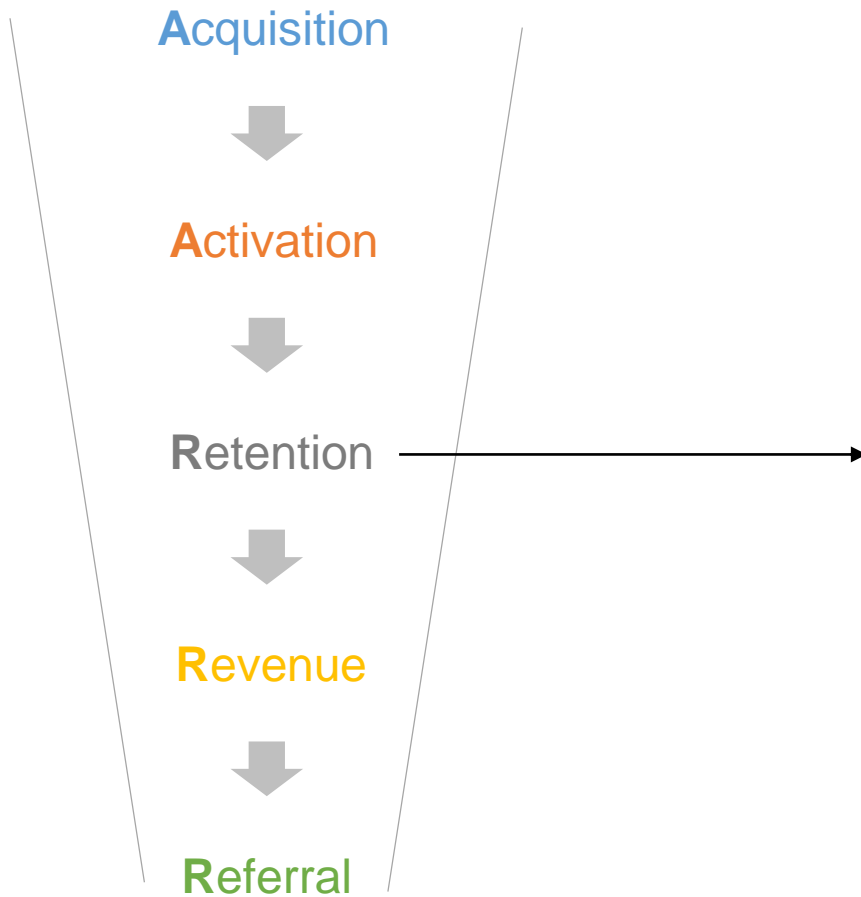 Acquisition
Activation
Retention
Revenue
Referral